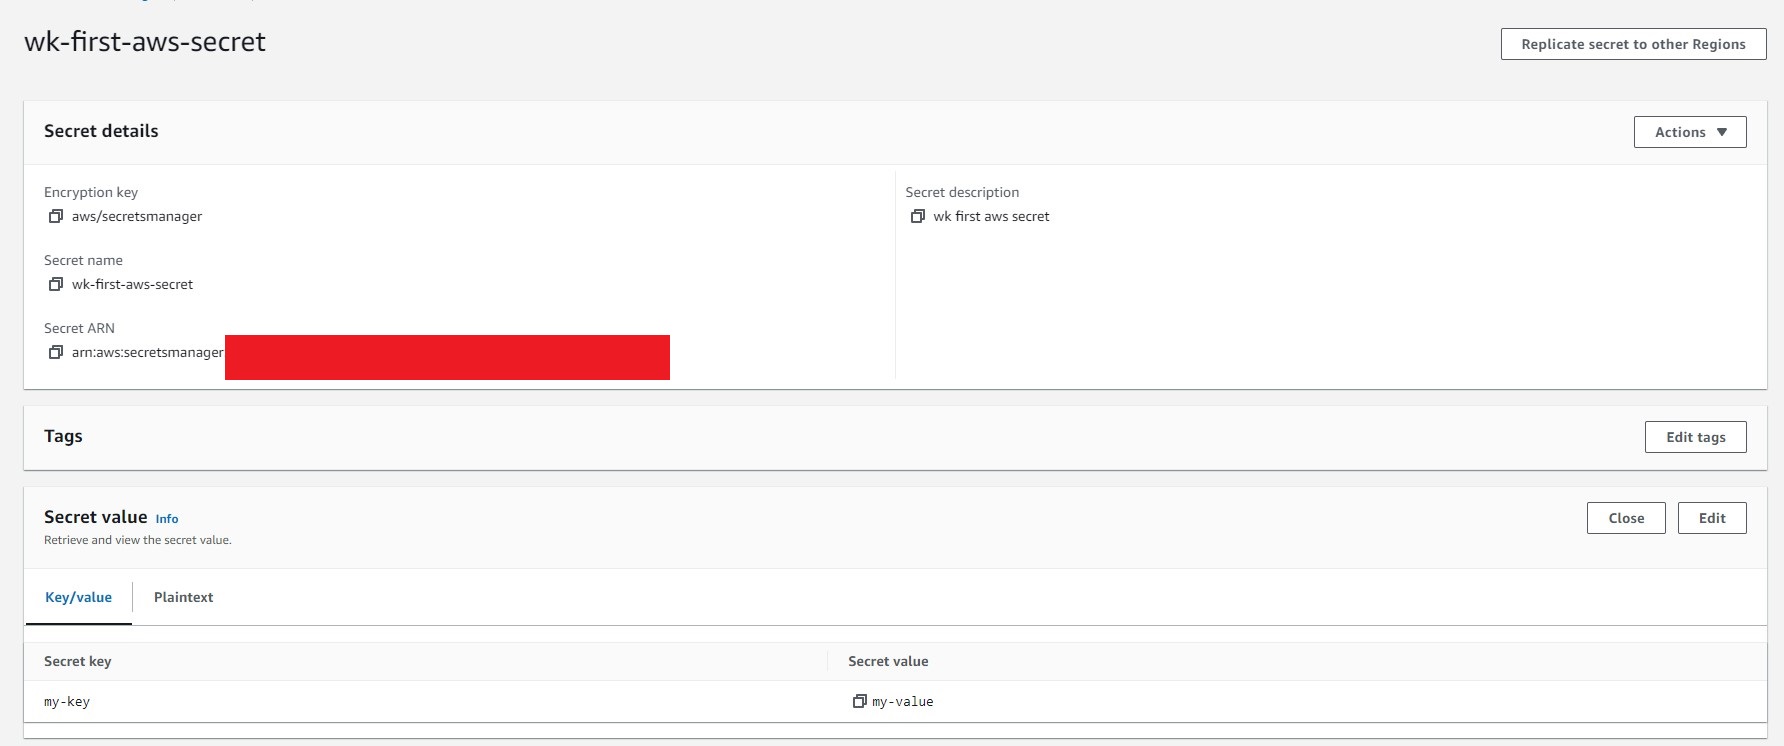 wk-first-aws-secret
Replicate secret to other Regions
Secret details
Actions
Encryption key
aws/secretsmanager
Secret description
wk first aws secret
Secret name
wk-first-aws-secret
Secret ARN
arn:aws:secretsmanager
Tags
Edit tags
Secret value Info
Retrieve and view the secret value.
Close
Edit
Key/value
Plaintext
Secret key
Secret value
my-key
my-value